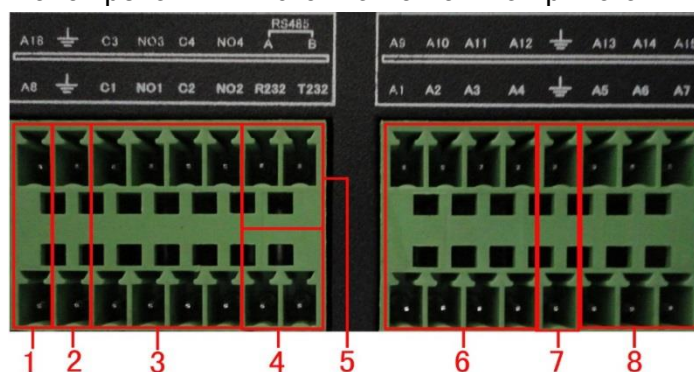 RS485
A18 ⏚ C3 NO3 C4 NO4 A B
A8 ⏚ C1 NO1 C2 NO2 R232 T232
A9 A10 A11 A12 ⏚ A13 A14
A1 A2 A3 A4 ⏚ A5 A6 A7
1 2 3 4 5 6 7 8